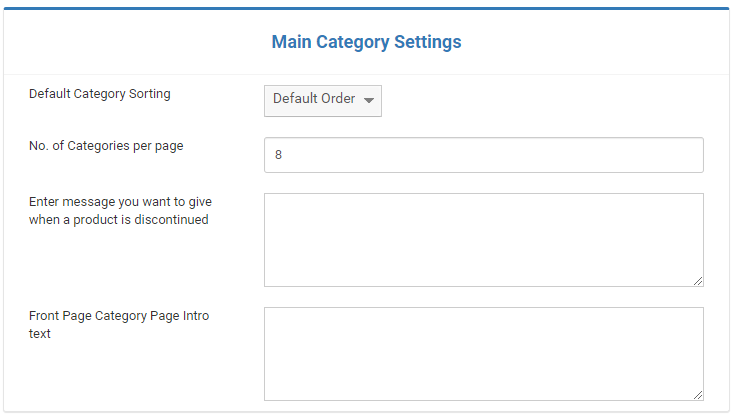 Main Category Settings
Default Category Sorting
Default Order
No. of Categories per page
8
Enter message you want to give
when a product is discontinued
Front Page Category Page Intro
text